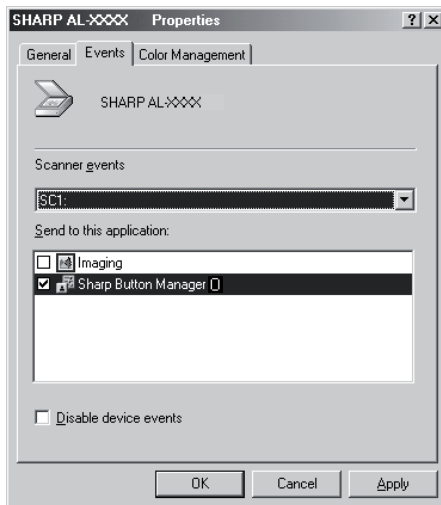 SHARP AL-XXXX Properties
General Events Color Management
SHARP AL-XXXX
Scanner events
SC1:
Send to this application:
Imaging
Sharp Button Manager O
Disable device events
OK Cancel Apply